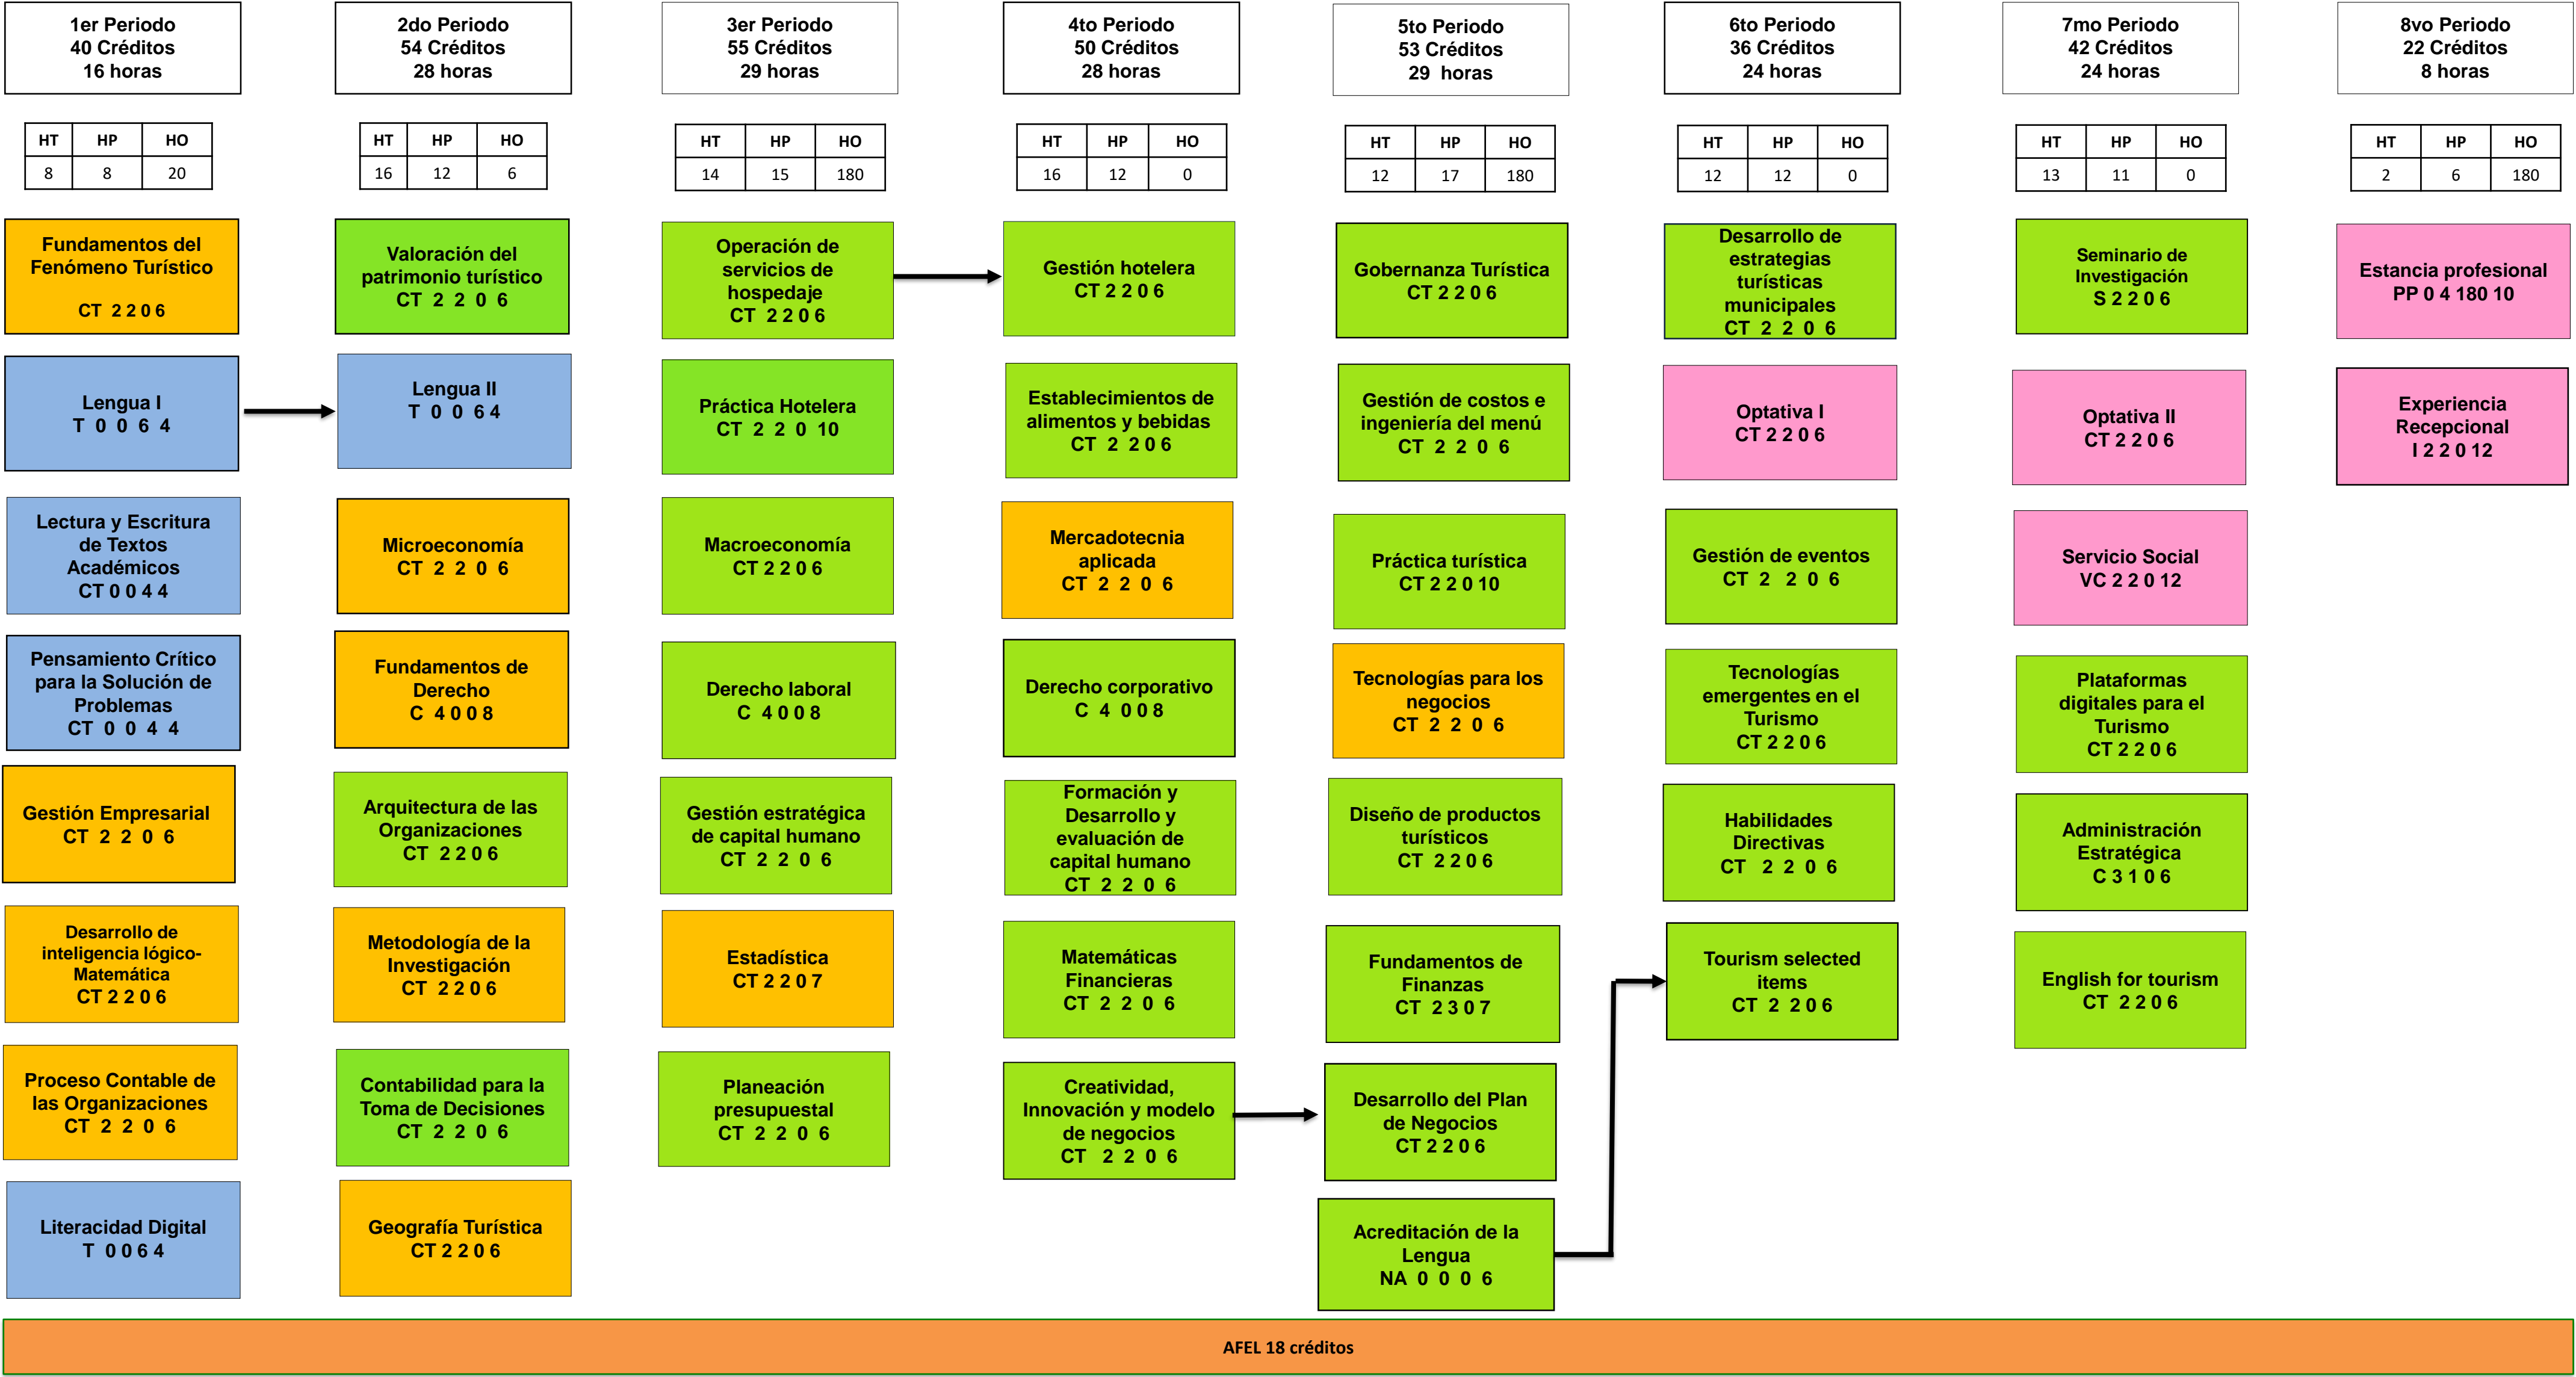 1er Periodo
40 Créditos
16 horas
HT HP HO
8 8 20
Fundamentos del
Fenómeno Turístico
CT 2 2 0 6
Lengua I
T 0 0 6 4
Lectura y Escritura
de Textos
Académicos
CT 0 0 4 4
Pensamiento Crítico
para la Solución de
Problemas
CT 0 0 4 4
Gestión Empresarial
CT 2 2 0 6
Desarrollo de
inteligencia lógico-
Matemática
CT 2 2 0 6
Proceso Contable de
las Organizaciones
CT 2 2 0 6
Literacidad Digital
T 0 0 6 4
2do Periodo
54 Créditos
28 horas
HT HP HO
16 12 6
Valoración del
patrimonio turístico
CT 2 2 0 6
Lengua II
T 0 0 6 4
Microeconomía
CT 2 2 0 6
Fundamentos de
Derecho
C 4 0 0 8
Arquitectura de las
Organizaciones
CT 2 2 0 6
Metodología de la
Investigación
CT 2 2 0 6
Contabilidad para la
Toma de Decisiones
CT 2 2 0 6
Geografía Turística
CT 2 2 0 6
3er Periodo
55 Créditos
29 horas
HT HP HO
14 15 180
Operación de
servicios de
hospedaje
CT 2 2 0 6
Práctica Hotelera
CT 2 2 0 10
Macroeconomía
CT 2 2 0 6
Derecho laboral
C 4 0 0 8
Gestión estratégica
de capital humano
CT 2 2 0 6
Estadística
CT 2 2 0 7
Planeación
presupuestal
CT 2 2 0 6
4to Periodo
50 Créditos
28 horas
HT HP HO
16 12 0
Gestión hotelera
CT 2 2 0 6
Establecimientos de
alimentos y bebidas
CT 2 2 0 6
Mercadotecnia
aplicada
CT 2 2 0 6
Derecho corporativo
C 4 0 0 8
Formación y
Desarrollo y
evaluación de
capital humano
CT 2 2 0 6
Matemáticas
Financieras
CT 2 2 0 6
Creatividad,
Innovación y modelo
de negocios
CT 2 2 0 6
5to Periodo
53 Créditos
29 horas
HT HP HO
12 17 180
Gobernanza Turística
CT 2 2 0 6
Gestión de costos e
ingeniería del menú
CT 2 2 0 6
Práctica turística
CT 2 2 0 10
Tecnologías para los
negocios
CT 2 2 0 6
Diseño de productos
turísticos
CT 2 2 0 6
Fundamentos de
Finanzas
CT 2 3 0 7
Desarrollo del Plan
de Negocios
CT 2 2 0 6
Acreditación de la
Lengua
NA 0 0 0 6
6to Periodo
36 Créditos
24 horas
HT HP HO
12 12 0
Desarrollo de
estrategias
turísticas
municipales
CT 2 2 0 6
Optativa I
CT 2 2 0 6
Gestión de eventos
CT 2 2 0 6
Tecnologías
emergentes en el
Turismo
CT 2 2 0 6
Habilidades
Directivas
CT 2 2 0 6
Tourism selected
items
CT 2 2 0 6
7mo Periodo
42 Créditos
24 horas
HT HP HO
13 11 0
Seminario de
Investigación
S 2 2 0 6
Optativa II
CT 2 2 0 6
Servicio Social
VC 2 2 0 12
Plataformas
digitales para el
Turismo
CT 2 2 0 6
Administración
Estratégica
C 3 1 0 6
English for tourism
CT 2 2 0 6
8vo Periodo
22 Créditos
8 horas
HT HP HO
2 6 180
Estancia profesional
PP 0 4 180 10
Experiencia
Recepcional
I 2 2 0 12
AFEL 18 créditos